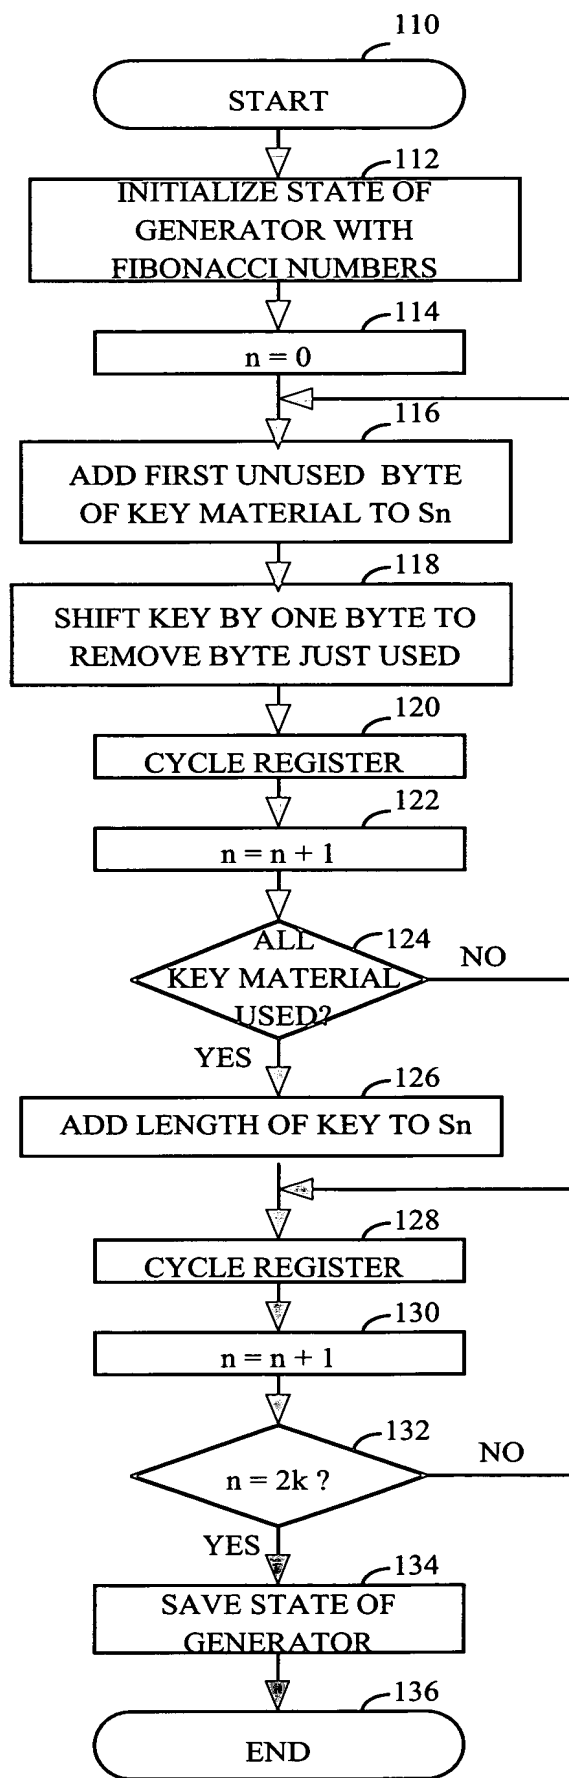 110
START
112
INITIALIZE STATE OF
GENERATOR WITH
FIBONACCI NUMBERS
114
n = 0
116
ADD FIRST UNUSED BYTE
OF KEY MATERIAL TO Sn
118
SHIFT KEY BY ONE BYTE TO
REMOVE BYTE JUST USED
120
CYCLE REGISTER
122
n = n + 1
124
ALL
KEY MATERIAL
USED?
NO
YES
126
ADD LENGTH OF KEY TO Sn
128
CYCLE REGISTER
130
n = n + 1
132
n = 2k ?
NO
YES
134
SAVE STATE OF
GENERATOR
136
END